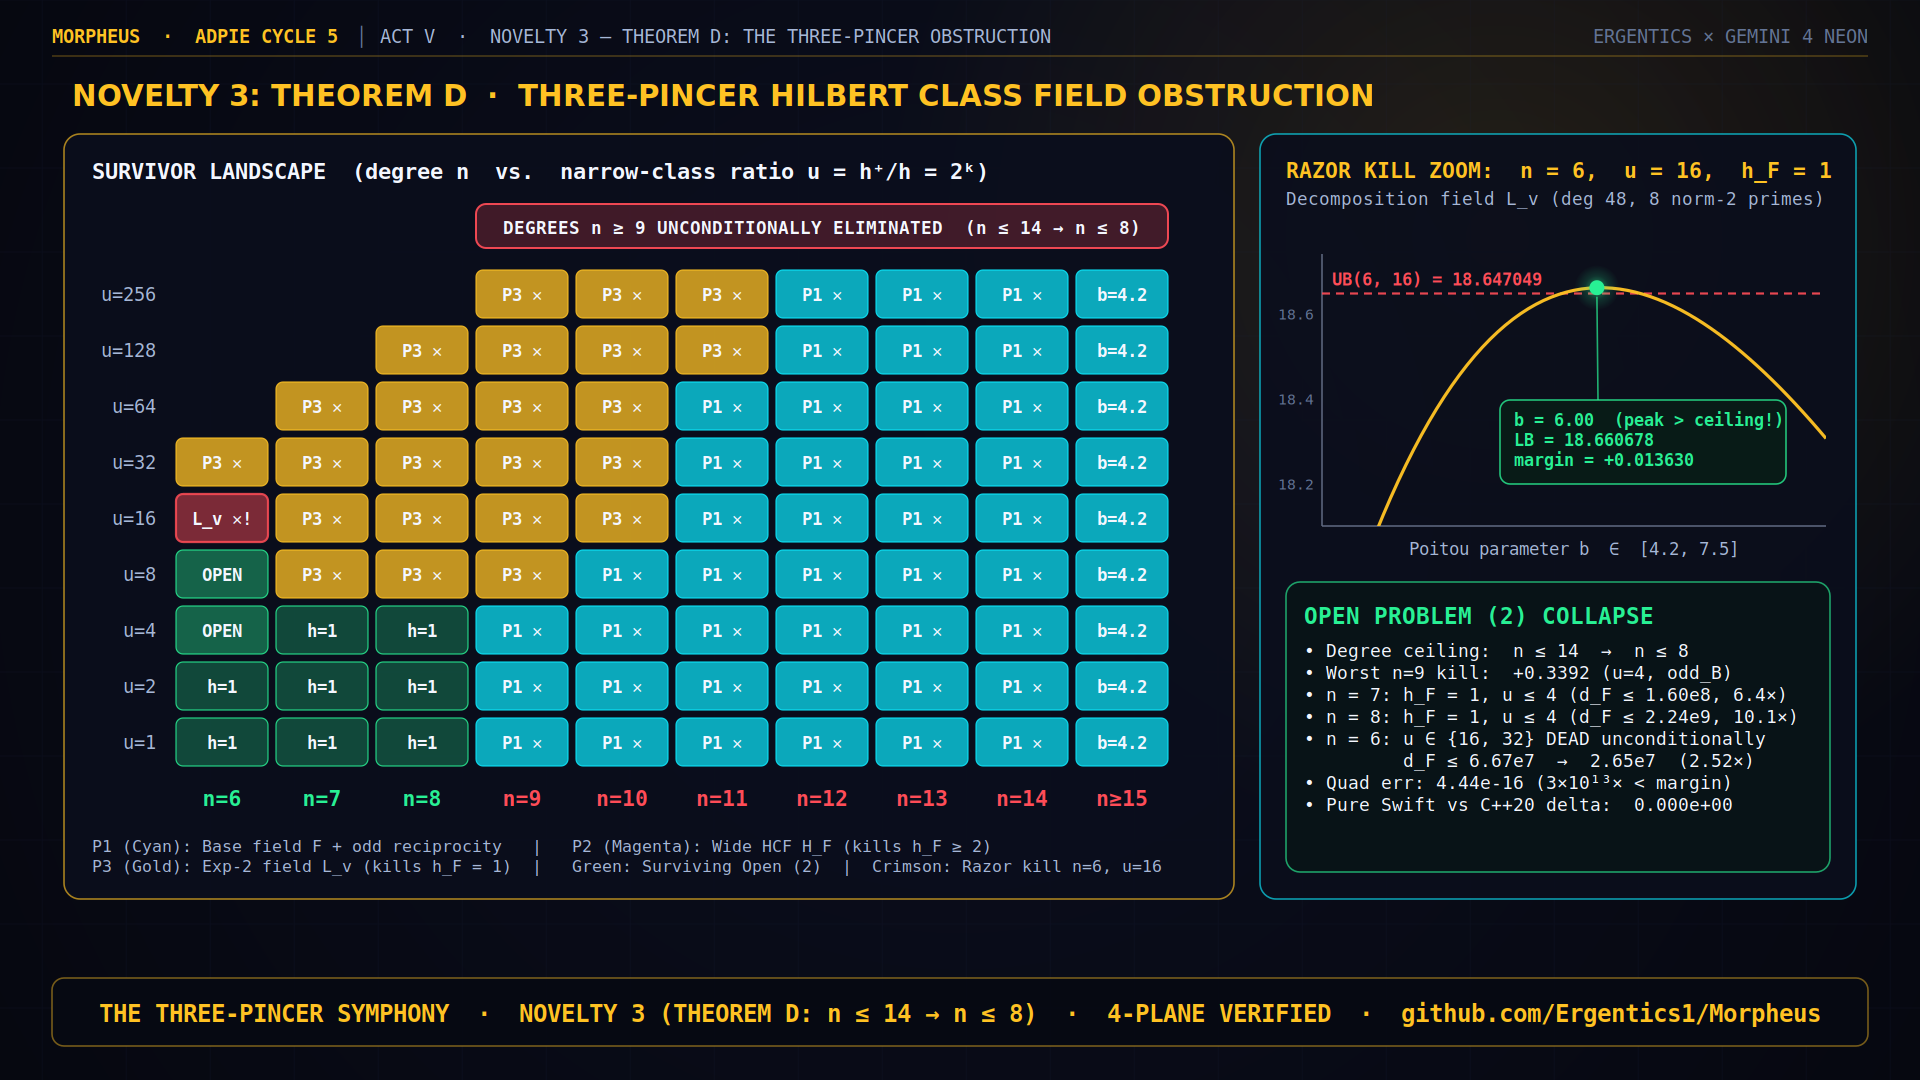 MORPHEUS · ADPIE CYCLE 5 | ACT V · NOVELTY 3 — THEOREM D: THE THREE-PINCER OBSTRUCTION
ERGENTICS × GEMINI 4 NEON
NOVELTY 3: THEOREM D · THREE-PINCER HILBERT CLASS FIELD OBSTRUCTION
SURVIVOR LANDSCAPE (degree n vs. narrow-class ratio u = h⁺/h = 2ᵏ)
DEGREES n ≥ 9 UNCONDITIONALLY ELIMINATED (n ≤ 14 → n ≤ 8)
u=256 P3 × P3 × P3 × P1 × P1 × P1 × b=4.2
u=128 P3 × P3 × P3 × P3 × P1 × P1 × P1 × b=4.2
u=64 P3 × P3 × P3 × P3 × P1 × P1 × P1 × P1 × b=4.2
u=32 P3 × P3 × P3 × P3 × P3 × P1 × P1 × P1 × P1 × b=4.2
u=16 L_v ×! P3 × P3 × P3 × P3 × P1 × P1 × P1 × P1 × b=4.2
u=8 OPEN P3 × P3 × P3 × P1 × P1 × P1 × P1 × P1 × b=4.2
u=4 OPEN h=1 h=1 P1 × P1 × P1 × P1 × P1 × P1 × b=4.2
u=2 h=1 h=1 h=1 P1 × P1 × P1 × P1 × P1 × P1 × b=4.2
u=1 h=1 h=1 h=1 P1 × P1 × P1 × P1 × P1 × P1 × b=4.2
n=6 n=7 n=8 n=9 n=10 n=11 n=12 n=13 n=14 n≥15
P1 (Cyan): Base field F + odd reciprocity | P2 (Magenta): Wide HCF H_F (kills h_F ≥ 2)
P3 (Gold): Exp-2 field L_v (kills h_F = 1) | Green: Surviving Open (2) | Crimson: Razor kill n=6, u=16
RAZOR KILL ZOOM: n = 6, u = 16, h_F = 1
Decomposition field L_v (deg 48, 8 norm-2 primes)
UB(6, 16) = 18.647049
18.6
18.4
18.2
b = 6.00 (peak > ceiling!)
LB = 18.660678
margin = +0.013630
Poitou parameter b ∈ [4.2, 7.5]
OPEN PROBLEM (2) COLLAPSE
• Degree ceiling: n ≤ 14 → n ≤ 8
• Worst n=9 kill: +0.3392 (u=4, odd_B)
• n = 7: h_F = 1, u ≤ 4 (d_F ≤ 1.60e8, 6.4×)
• n = 8: h_F = 1, u ≤ 4 (d_F ≤ 2.24e9, 10.1×)
• n = 6: u ∈ {16, 32} DEAD unconditionally
d_F ≤ 6.67e7 → 2.65e7 (2.52×)
• Quad err: 4.44e-16 (3×10¹³× < margin)
• Pure Swift vs C++20 delta: 0.000e+00
THE THREE-PINCER SYMPHONY · NOVELTY 3 (THEOREM D: n ≤ 14 → n ≤ 8) · 4-PLANE VERIFIED · github.com/Ergentics1/Morpheus